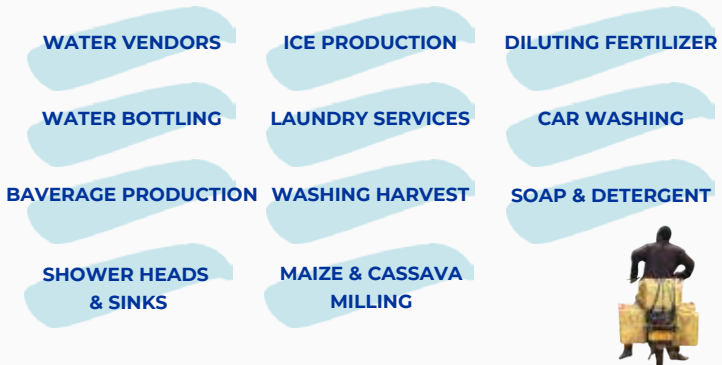 WATER VENDORS
ICE PRODUCTION
DILUTING FERTILIZER
WATER BOTTLING
LAUNDRY SERVICES
CAR WASHING
BAVERAGE PRODUCTION
WASHING HARVEST
SOAP & DETERGENT
SHOWER HEADS
& SINKS
MAIZE & CASSAVA
MILLING